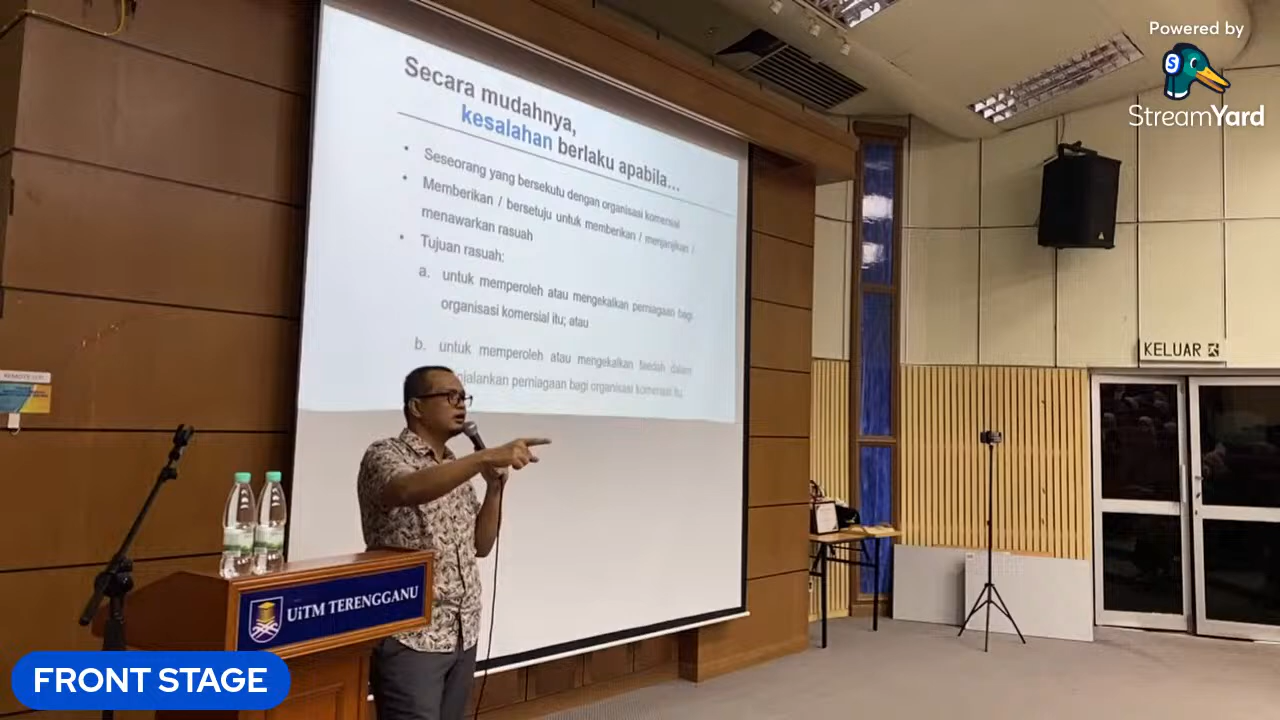 Powered by
StreamYard
Secara mudahnya,
kesalahan berlaku apabila...
• Seseorang yang bersekutu dengan organisasi komersial
• Memberikan / bersetuju untuk memberikan / menjanjikan /
menawarkan rasuah
• Tujuan rasuah:
a. untuk memperoleh atau mengekalkan perniagaan bagi
organisasi komersial itu; atau
b. untuk memperoleh atau mengekalkan faedah dalam
perniagaan bagi organisasi komersial itu
KELUAR
UiTM TERENGGANU
FRONT STAGE